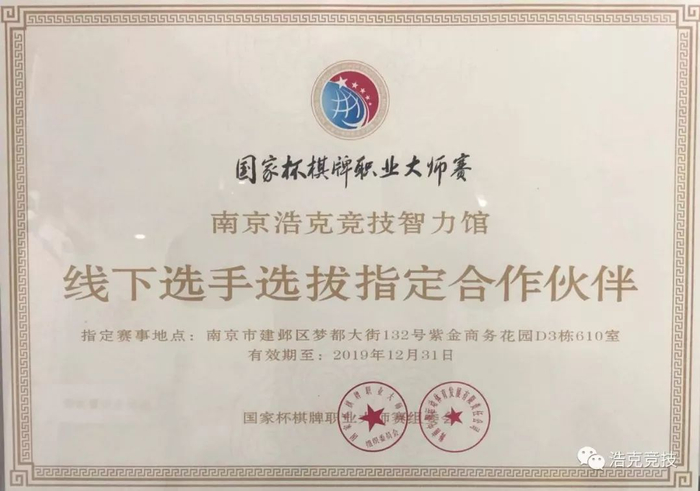 国家杯棋牌职业大师赛
南京浩克竞技智力馆
线下选手选拔指定合作伙伴
指定赛事地点：南京市建邺区梦都大街132号紫金商务花园D3栋610室
有效期至：2019年12月31日
国家杯棋牌职业大师赛组委会
浩克竞技